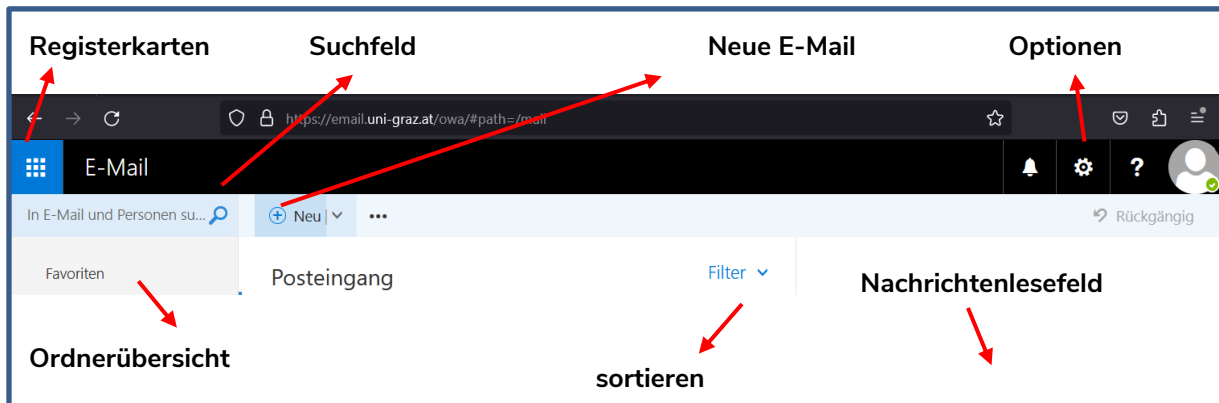 Registerkarten Suchfeld Neue E-Mail Optionen
https://email.uni-graz.at/owa/#path=/mail
E-Mail ?
In E-Mail und Personen su... Neu ...
Rückgängig
Favoriten Posteingang Filter
Nachrichtenlesefeld
Ordnerübersicht
sortieren